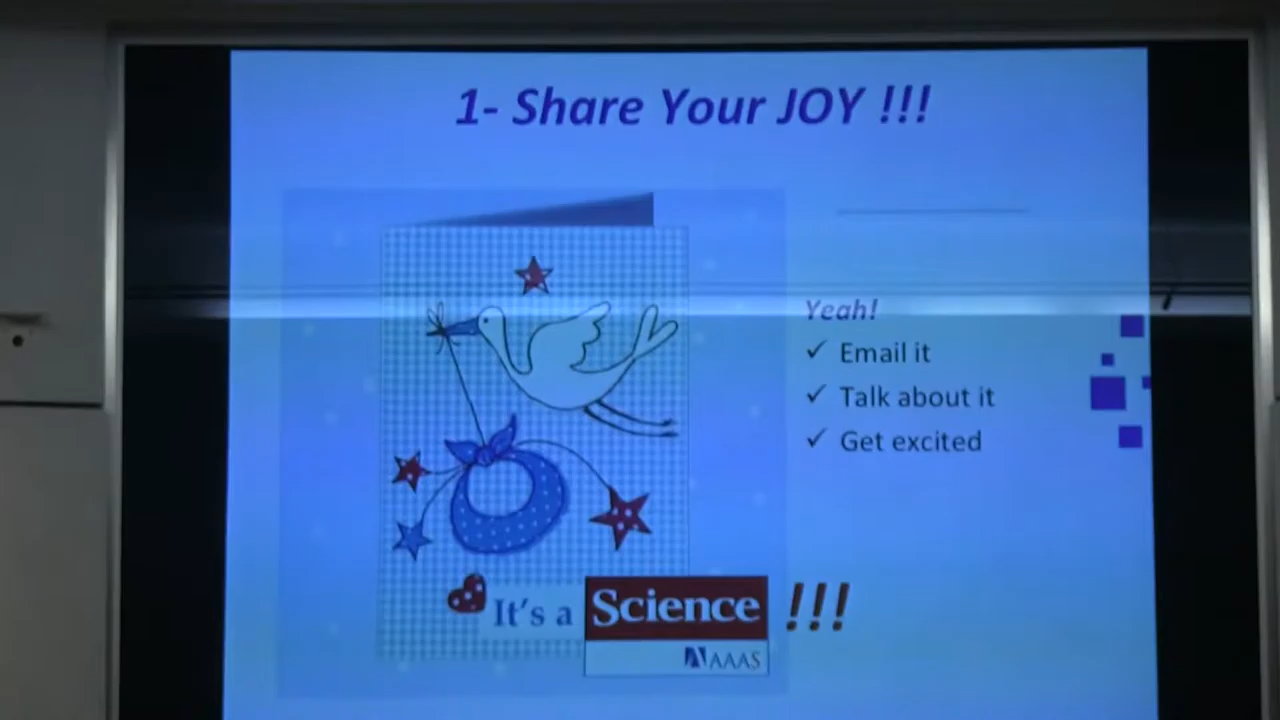 1- Share Your JOY !!!
Yeah!
✓ Email it
✓ Talk about it
✓ Get excited
It's a Science !!!
AAAS